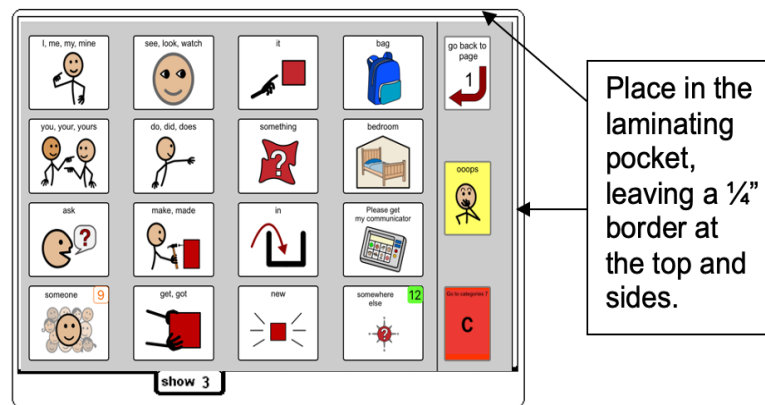 I, me, my, mine
see, look, watch
it
bag
go back to
page
1
you, your, yours
do, did, does
something
?
bedroom
ooops
ask
?
make, made
in
Please get
my communicator
someone
9
get, got
new
somewhere
else
12
?
Go to categories 7
C
show 3
Place in the
laminating
pocket,
leaving a ¼”
border at
the top and
sides.